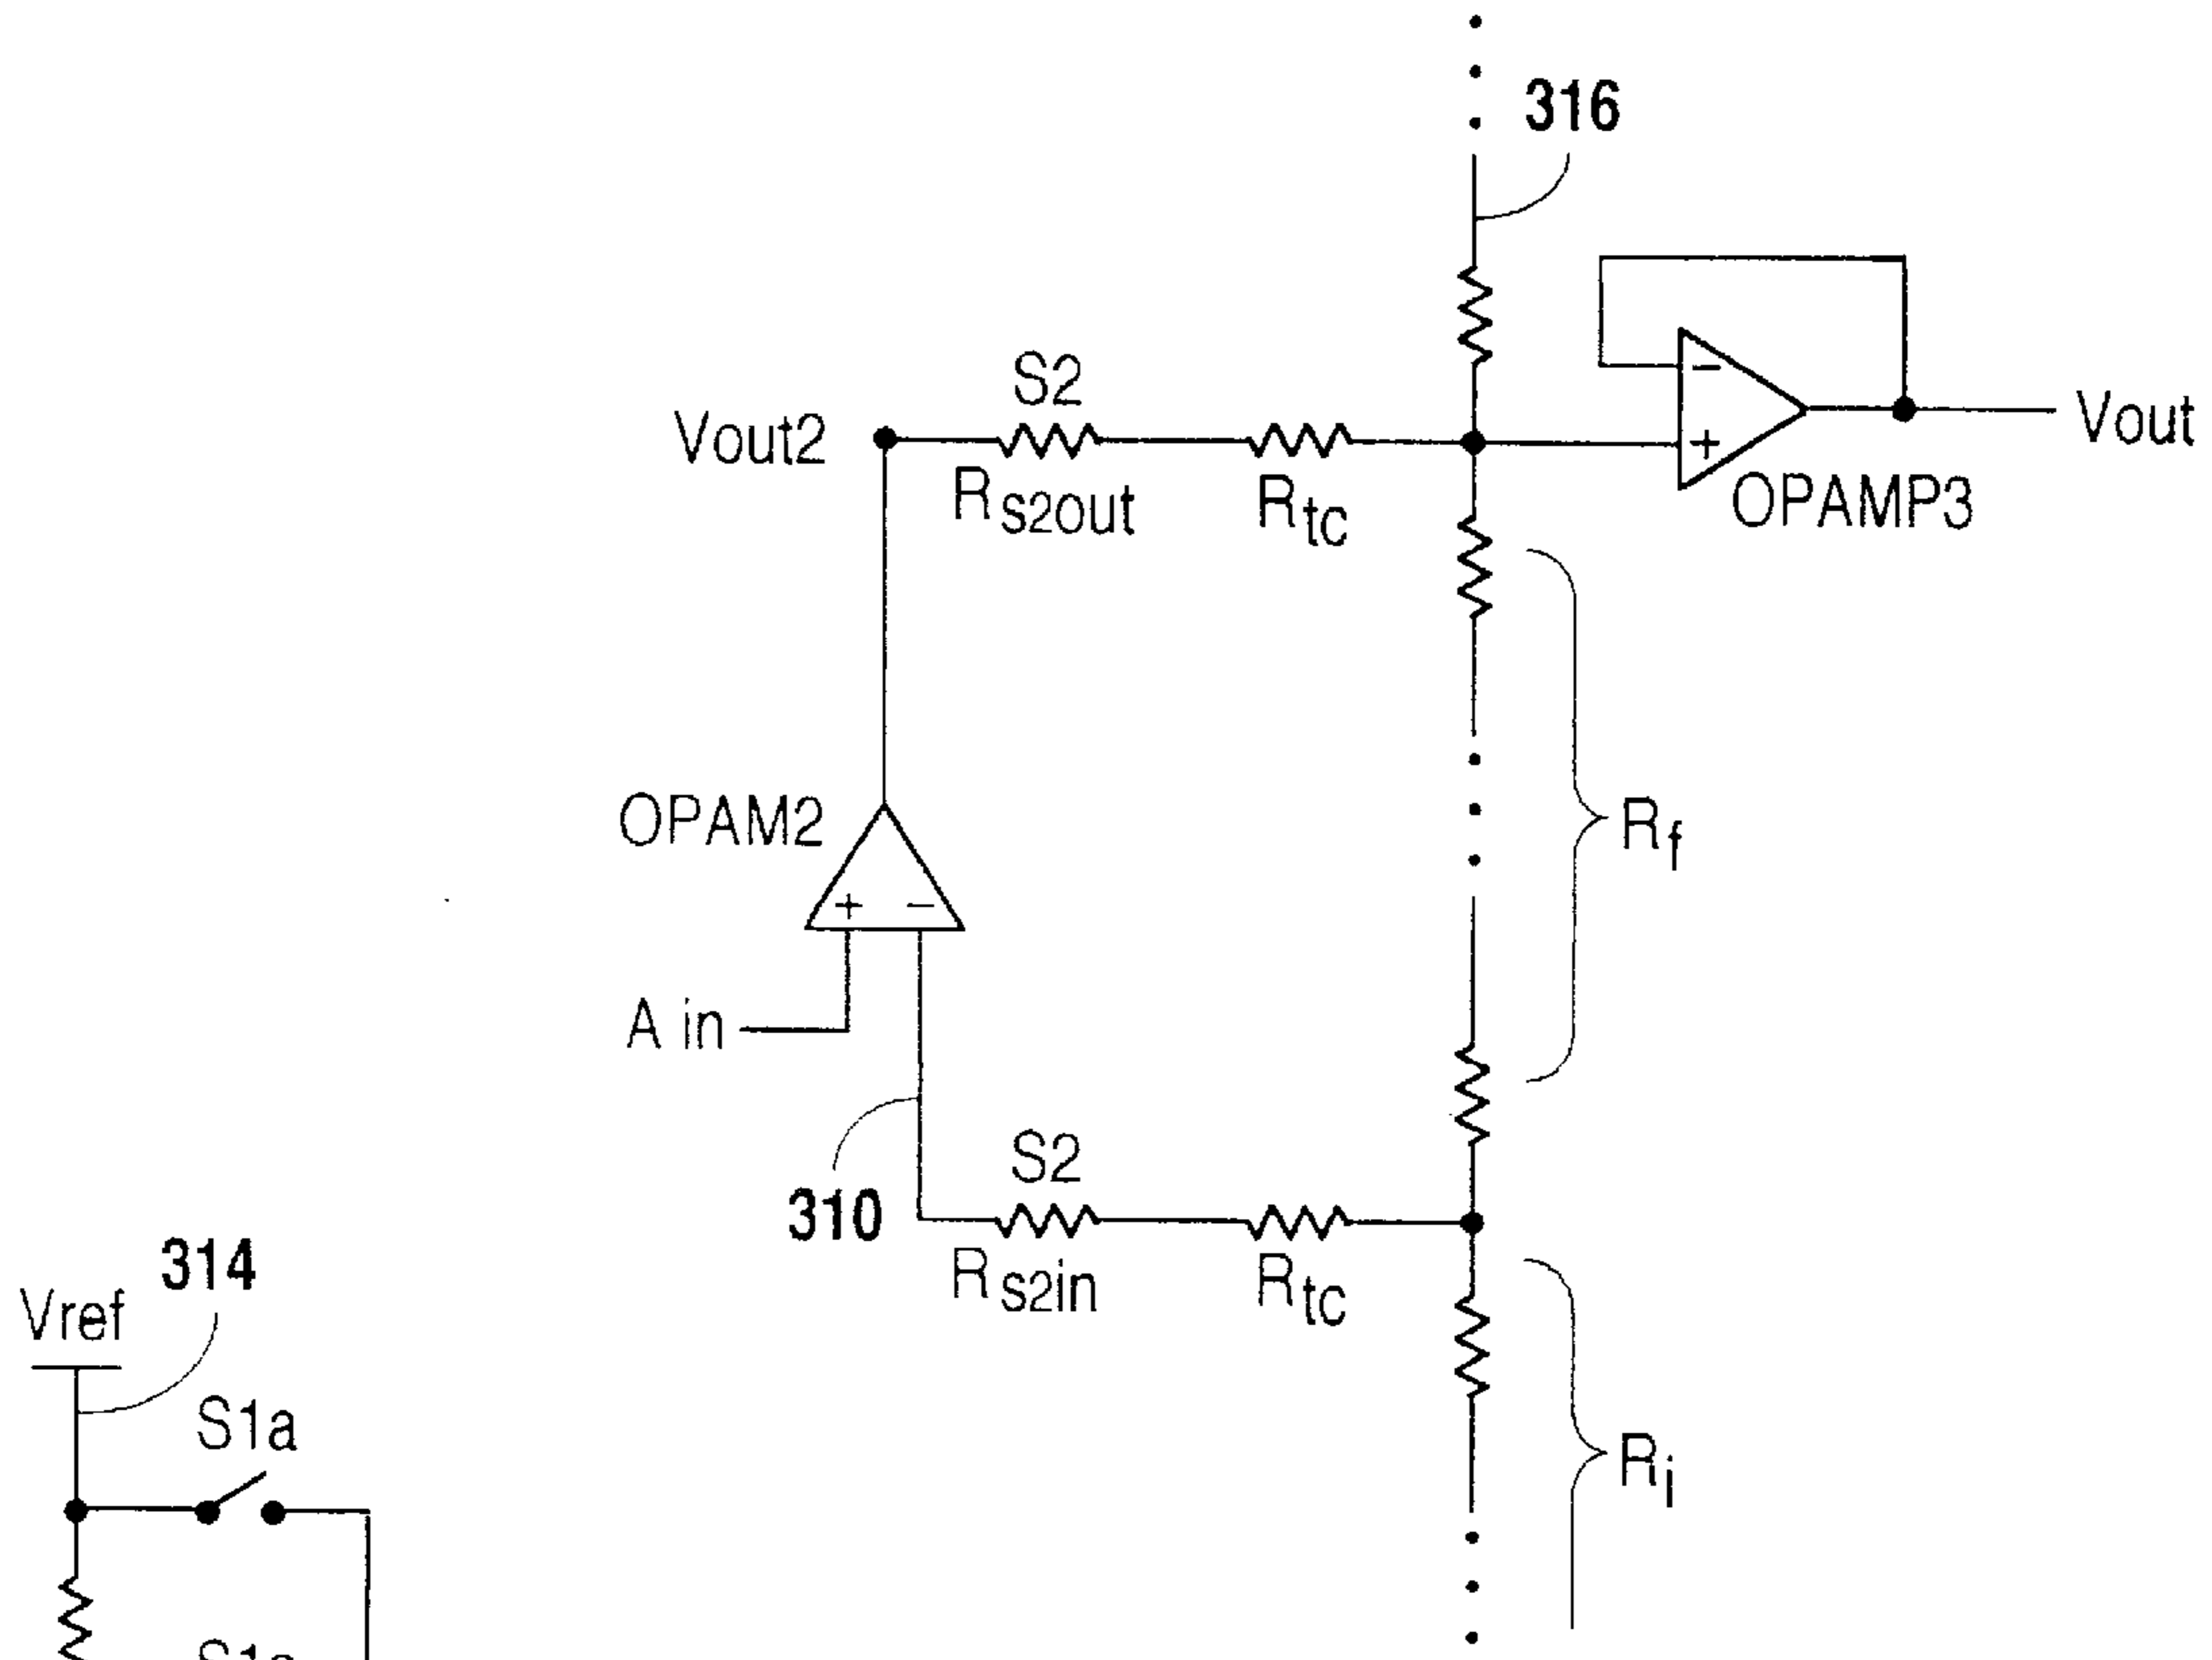 316
S2
Vout2
Rs2out
Rtc
−
+
OPAMP3
Vout
OPAM2
+ −
Rf
A in
S2
310
Rs2in
Rtc
314
Vref
S1a
Ri